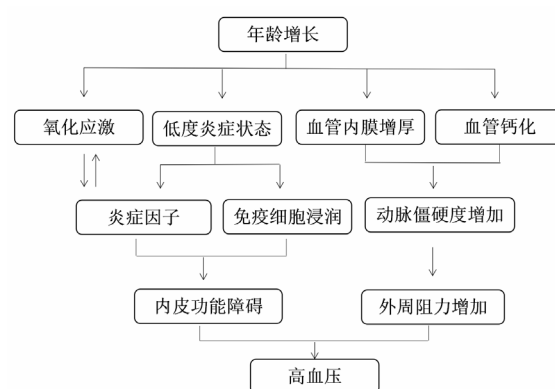 年龄增长
氧化应激
低度炎症状态
血管内膜增厚
血管钙化
炎症因子
免疫细胞浸润
动脉僵硬度增加
内皮功能障碍
外周阻力增加
高血压